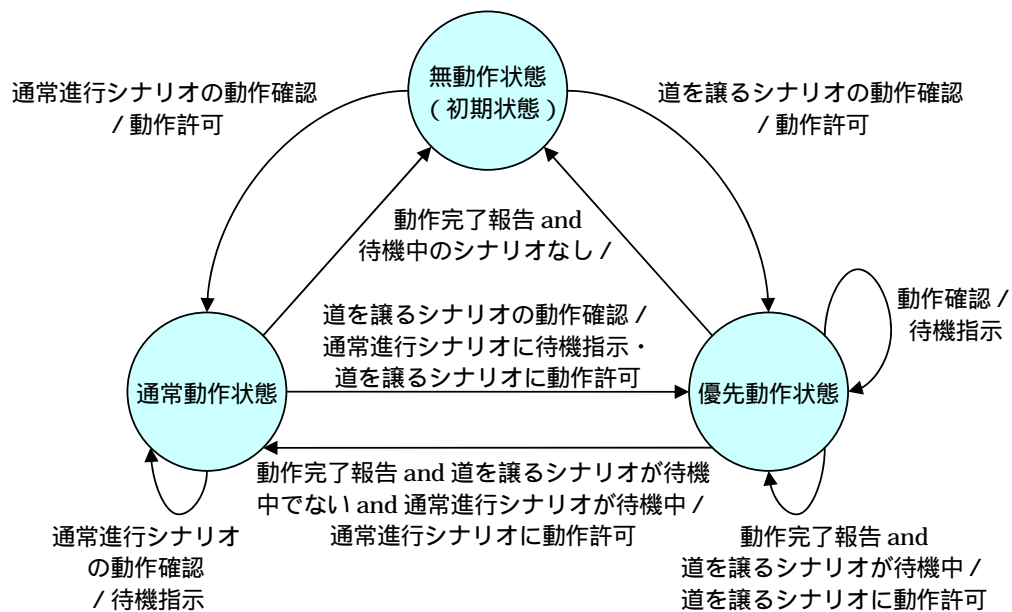 無動作状態
(初期状態)
通常進行シナリオの動作確認
/ 動作許可
道を譲るシナリオの動作確認
/ 動作許可
動作完了報告 and
待機中のシナリオなし /
動作確認 /
待機指示
道を譲るシナリオの動作確認 /
通常進行シナリオに待機指示・
道を譲るシナリオに動作許可
通常動作状態
優先動作状態
動作完了報告 and 道を譲るシナリオが待機
中でない and 通常進行シナリオが待機中 /
通常進行シナリオに動作許可
通常進行シナリオ
の動作確認
/ 待機指示
動作完了報告 and
道を譲るシナリオが待機中 /
道を譲るシナリオに動作許可